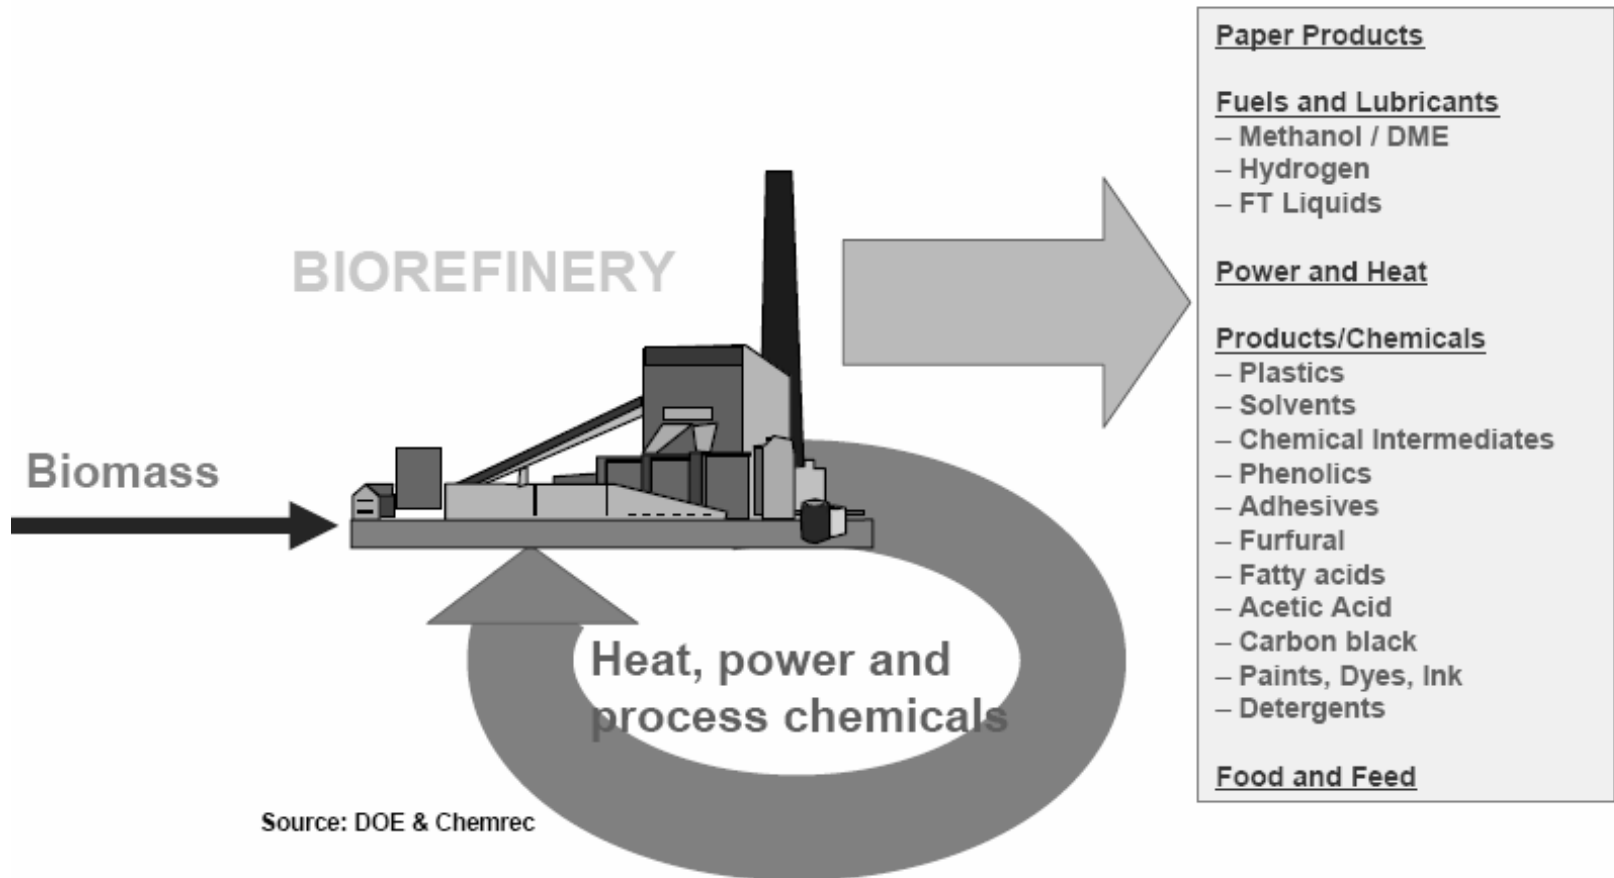 BIOREFINERY
Biomass
Heat, power and
process chemicals
Source: DOE & Chemrec
Paper Products
Fuels and Lubricants
– Methanol / DME
– Hydrogen
– FT Liquids
Power and Heat
Products/Chemicals
– Plastics
– Solvents
– Chemical Intermediates
– Phenolics
– Adhesives
– Furfural
– Fatty acids
– Acetic Acid
– Carbon black
– Paints, Dyes, Ink
– Detergents
Food and Feed